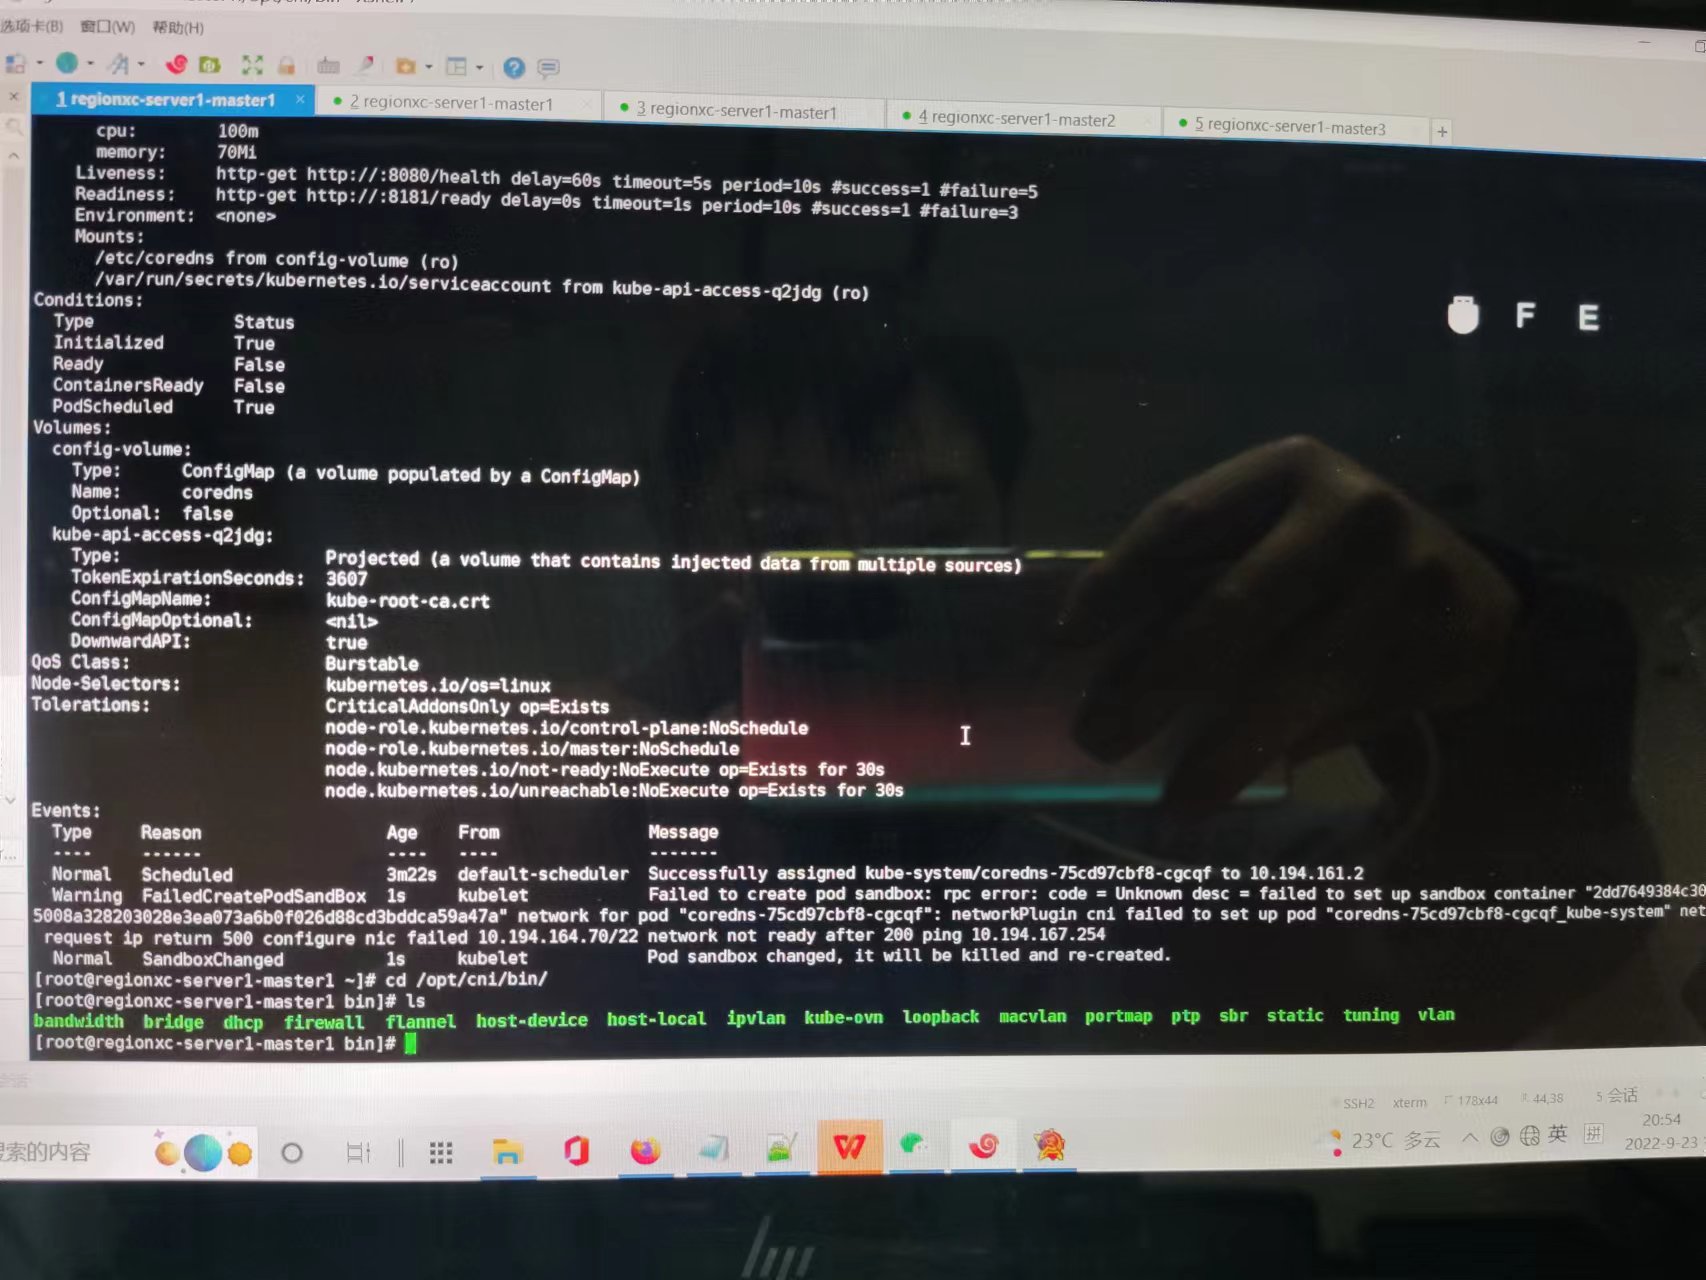 选项卡(B) 窗口(W) 帮助(H)
1 regionxc-server1-master1 × 2 regionxc-server1-master1 3 regionxc-server1-master1 4 regionxc-server1-master2 5 regionxc-server1-master3 +
cpu: 100m
memory: 70Mi
Liveness: http-get http://:8080/health delay=60s timeout=5s period=10s #success=1 #failure=5
Readiness: http-get http://:8181/ready delay=0s timeout=1s period=10s #success=1 #failure=3
Environment: <none>
Mounts:
/etc/coredns from config-volume (ro)
/var/run/secrets/kubernetes.io/serviceaccount from kube-api-access-q2jdg (ro)
Conditions:
Type Status
Initialized True
Ready False
ContainersReady False
PodScheduled True
Volumes:
config-volume:
Type: ConfigMap (a volume populated by a ConfigMap)
Name: coredns
Optional: false
kube-api-access-q2jdg:
Type: Projected (a volume that contains injected data from multiple sources)
TokenExpirationSeconds: 3607
ConfigMapName: kube-root-ca.crt
ConfigMapOptional: <nil>
DownwardAPI: true
QoS Class: Burstable
Node-Selectors: kubernetes.io/os=linux
Tolerations: CriticalAddonsOnly op=Exists
node-role.kubernetes.io/control-plane:NoSchedule
node-role.kubernetes.io/master:NoSchedule
node.kubernetes.io/not-ready:NoExecute op=Exists for 30s
node.kubernetes.io/unreachable:NoExecute op=Exists for 30s
Events:
Type Reason Age From Message
---- ------ ---- ---- -------
Normal Scheduled 3m22s default-scheduler Successfully assigned kube-system/coredns-75cd97cbf8-cgcqf to 10.194.161.2
Warning FailedCreatePodSandBox 1s kubelet Failed to create pod sandbox: rpc error: code = Unknown desc = failed to set up sandbox container "2dd7649384c30
5008a328203028e3ea073a6b0f026d88cd3bddca59a47a" network for pod "coredns-75cd97cbf8-cgcqf": networkPlugin cni failed to set up pod "coredns-75cd97cbf8-cgcqf_kube-system" net
request ip return 500 configure nic failed 10.194.164.70/22 network not ready after 200 ping 10.194.167.254
Normal SandboxChanged 1s kubelet Pod sandbox changed, it will be killed and re-created.
[root@regionxc-server1-master1 ~]# cd /opt/cni/bin/
[root@regionxc-server1-master1 bin]# ls
bandwidth bridge dhcp firewall flannel host-device host-local ipvlan kube-ovn loopback macvlan portmap ptp sbr static tuning vlan
[root@regionxc-server1-master1 bin]#
F E
SSH2 xterm 178x44 44,38 5 会话
索的内容
23°C 多云 英 拼
20:54
2022-9-23
hp